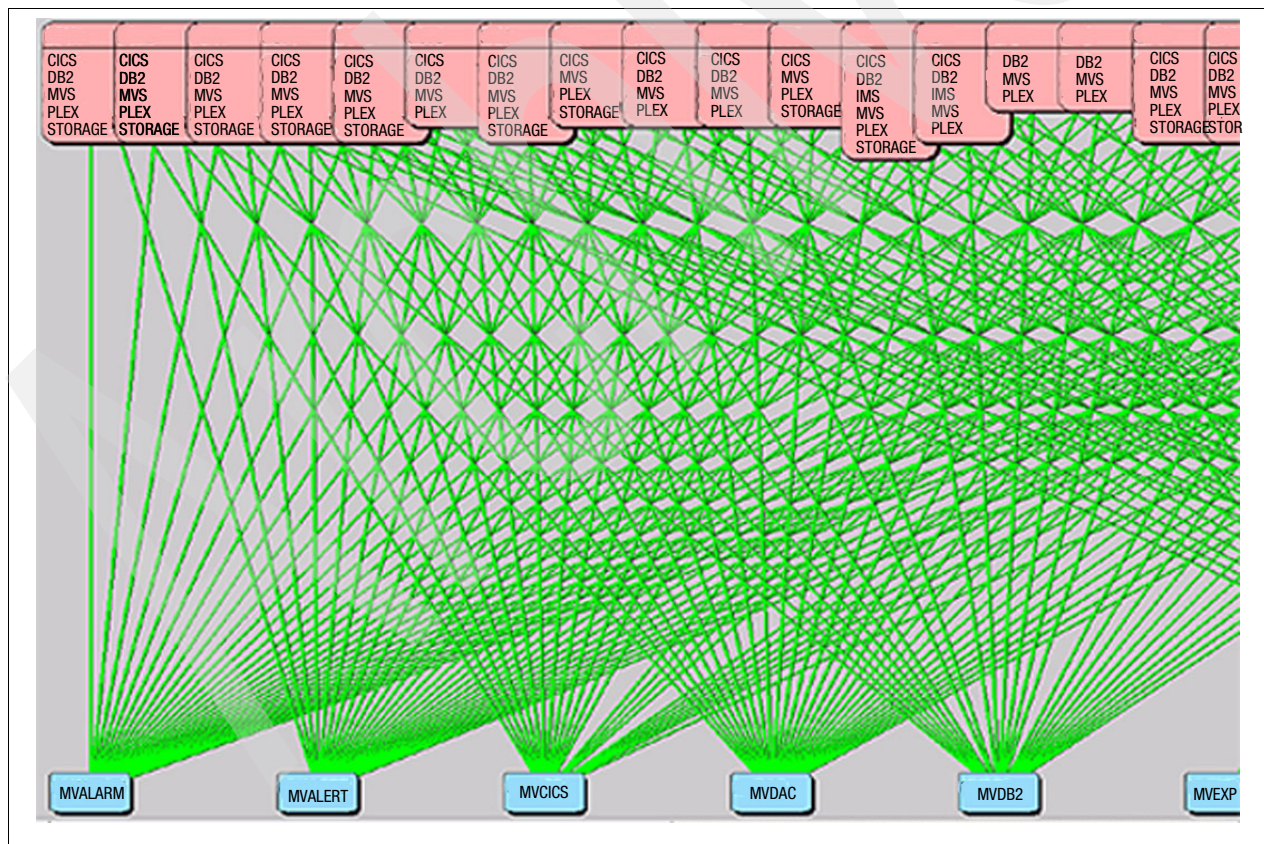 CICS
DB2
MVS
PLEX
STORAGE
CICS
DB2
MVS
PLEX
STORAGE
CICS
DB2
MVS
PLEX
STORAGE
CICS
DB2
MVS
PLEX
STORAGE
CICS
DB2
MVS
PLEX
STORAGE
CICS
DB2
MVS
PLEX
CICS
DB2
MVS
PLEX
STORAGE
CICS
MVS
PLEX
STORAGE
CICS
DB2
MVS
PLEX
CICS
DB2
MVS
PLEX
CICS
MVS
PLEX
STORAGE
CICS
DB2
IMS
MVS
PLEX
STORAGE
CICS
DB2
IMS
MVS
PLEX
DB2
MVS
PLEX
DB2
MVS
PLEX
CICS
DB2
MVS
PLEX
STORAGE
CICS
DB2
MVS
PLEX
STOR
MVALARM
MVALERT
MVCICS
MVDAC
MVDB2
MVEXP